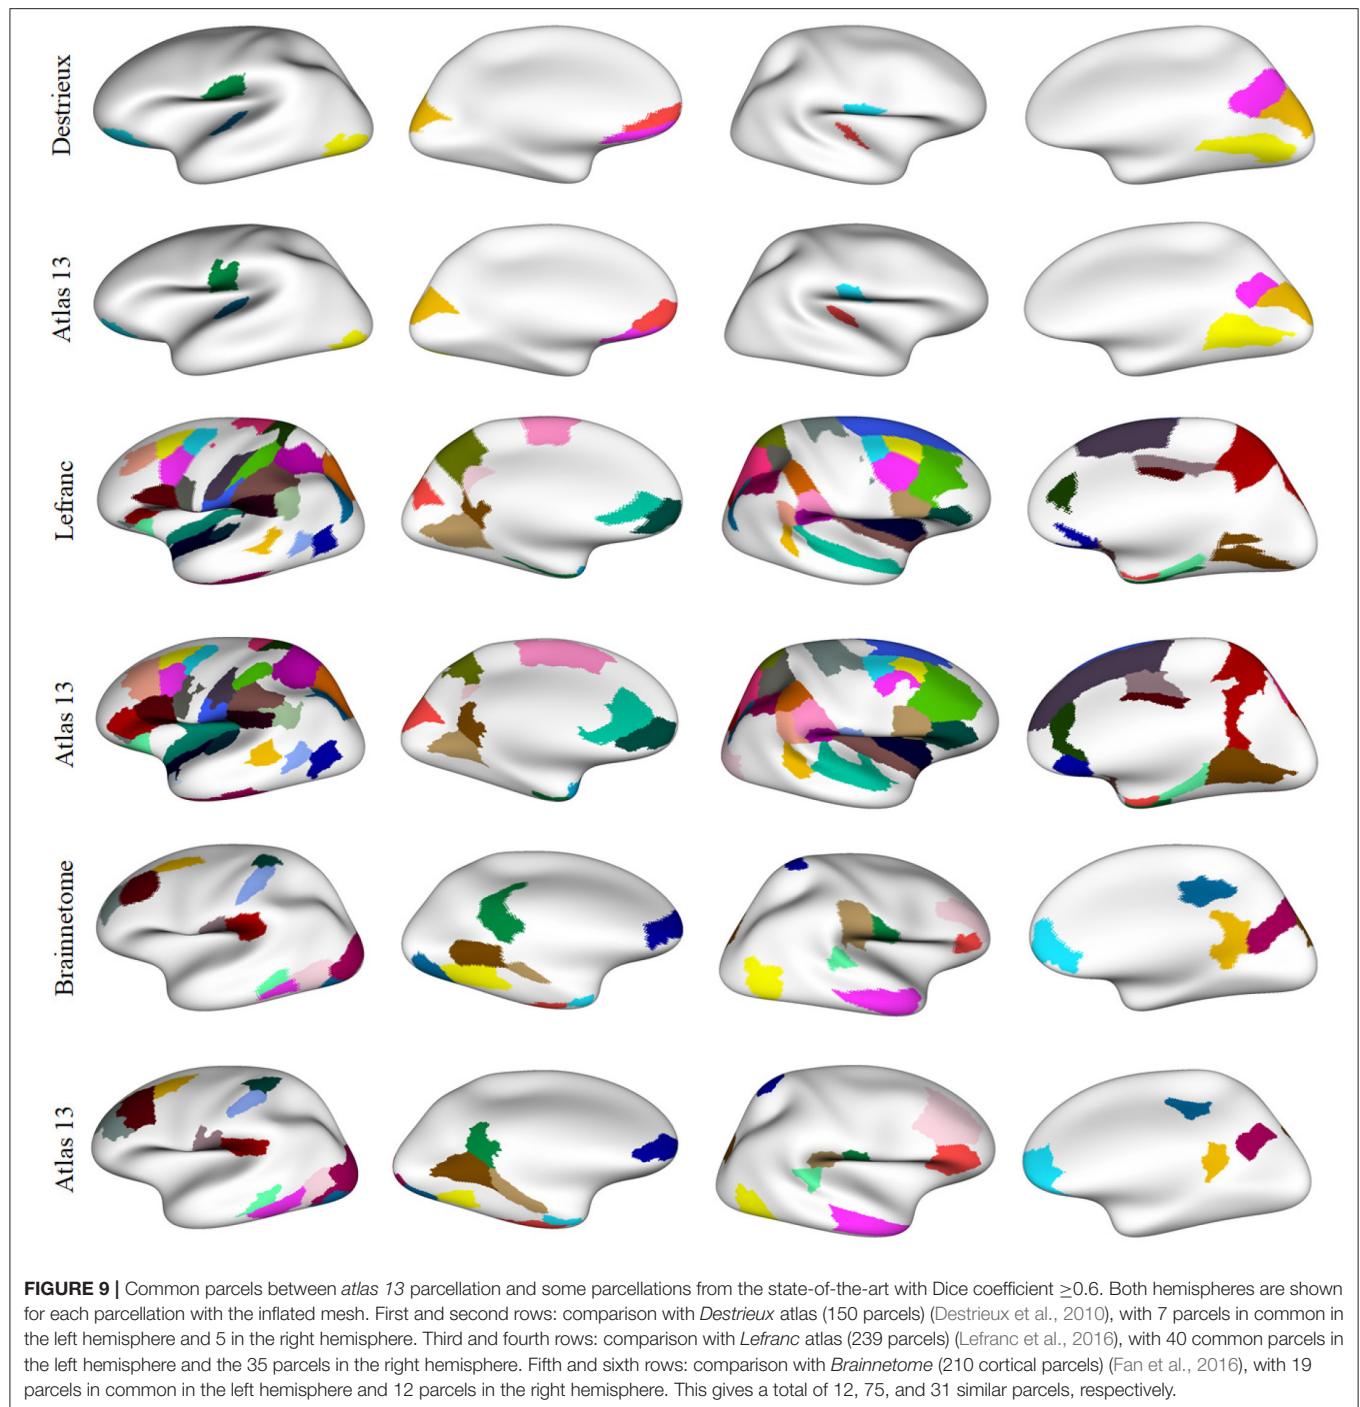 Destrieux
Atlas 13
Lefranc
Atlas 13
Brainnetome
Atlas 13
FIGURE 9 | Common parcels between atlas 13 parcellation and some parcellations from the state-of-the-art with Dice coefficient ≥0.6. Both hemispheres are shown
for each parcellation with the inflated mesh. First and second rows: comparison with Destrieux atlas (150 parcels) (Destrieux et al., 2010), with 7 parcels in common in
the left hemisphere and 5 in the right hemisphere. Third and fourth rows: comparison with Lefranc atlas (239 parcels) (Lefranc et al., 2016), with 40 common parcels in
the left hemisphere and the 35 parcels in the right hemisphere. Fifth and sixth rows: comparison with Brainnetome (210 cortical parcels) (Fan et al., 2016), with 19
parcels in common in the left hemisphere and 12 parcels in the right hemisphere. This gives a total of 12, 75, and 31 similar parcels, respectively.